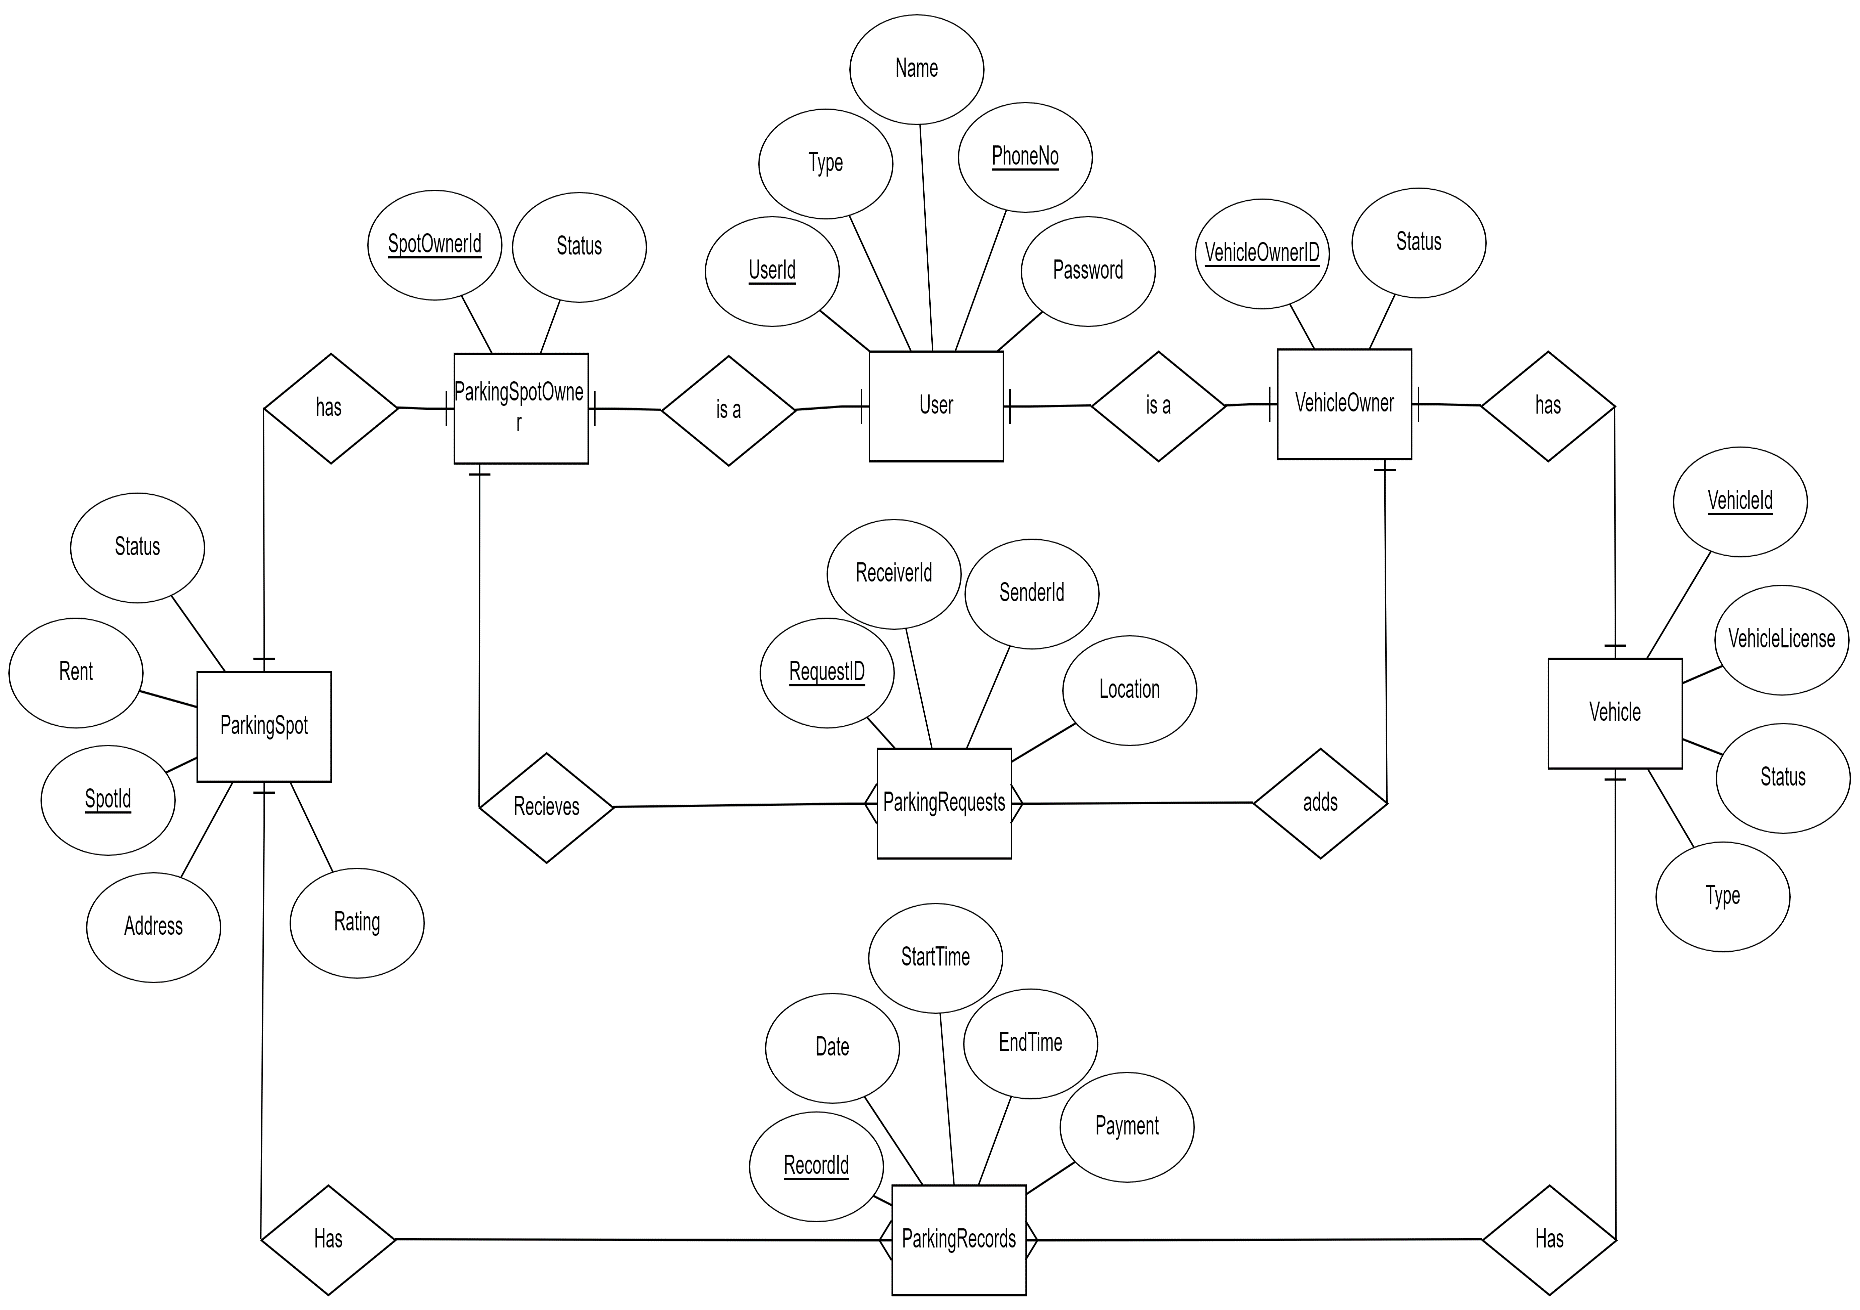 Name
PhoneNo
Type
SpotOwnerId
Status
UserId
Password
VehicleOwnerID
Status
has
ParkingSpotOwne
r
is a
User
is a
VehicleOwner
has
Status
Rent
ParkingSpot
SpotId
Address
Rating
ReceiverId
SenderId
RequestID
Location
Recieves
ParkingRequests
adds
VehicleId
VehicleLicense
Vehicle
Status
Type
StartTime
Date
EndTime
Payment
RecordId
Has
ParkingRecords
Has